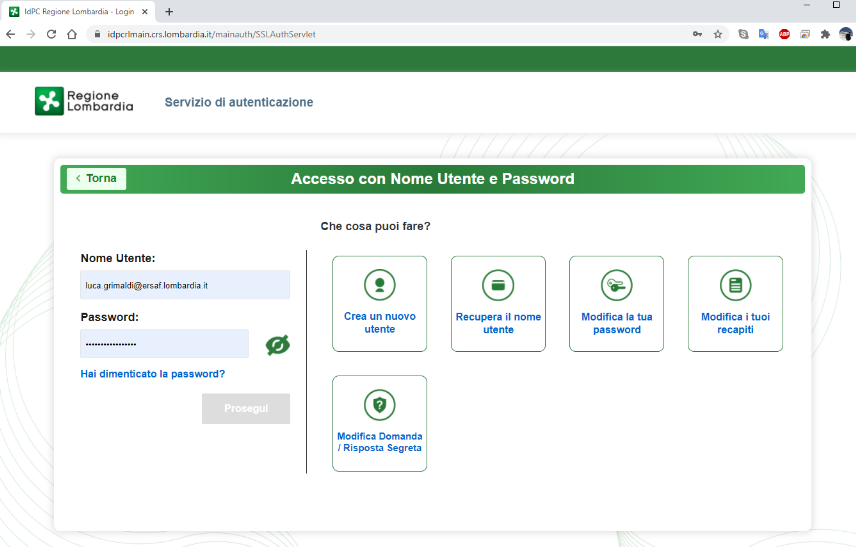 IdPC Regione Lombardia - Login
idpcrlmain.crs.lombardia.it/mainauth/SSLAuthServlet
ABP
Regione
Lombardia
Servizio di autenticazione
Torna
Accesso con Nome Utente e Password
Che cosa puoi fare?
Nome Utente:
luca.grimaldi@ersaf.lombardia.it
Password:
•••••••••••••••••
Hai dimenticato la password?
Prosegui
Crea un nuovo
utente
Recupera il nome
utente
Modifica la tua
password
Modifica i tuoi
recapiti
Modifica Domanda
/ Risposta Segreta